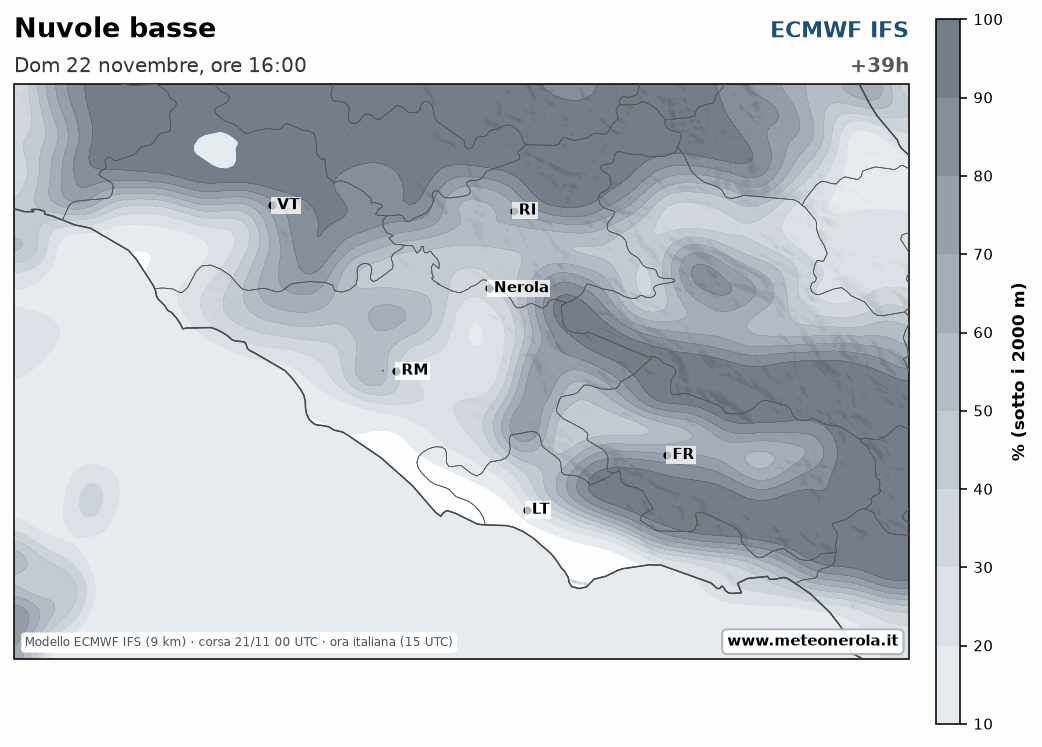 Nuvole basse
ECMWF IFS
Dom 22 novembre, ore 16:00
+39h
VT
RI
Nerola
RM
FR
LT
Modello ECMWF IFS (9 km) · corsa 21/11 00 UTC · ora italiana (15 UTC)
www.meteonerola.it
100
90
80
70
60
50
40
30
20
10
% (sotto i 2000 m)